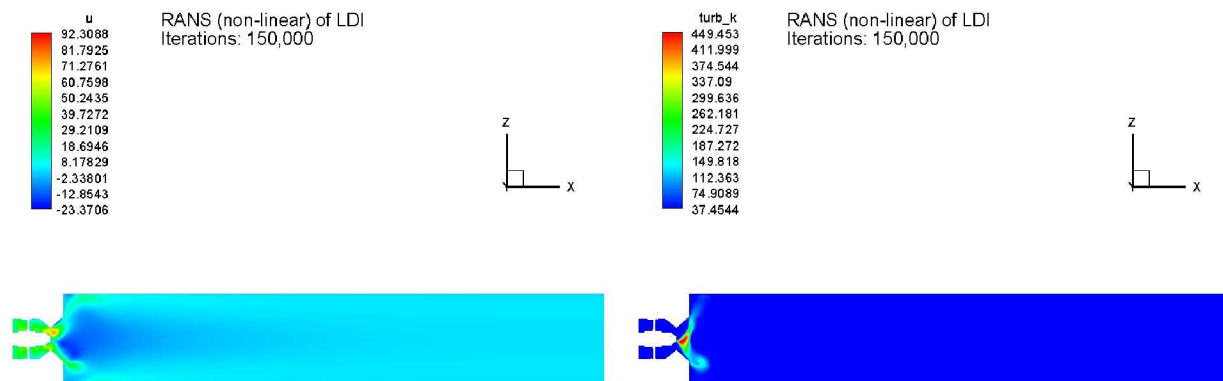 u
92.3088
81.7925
71.2761
60.7598
50.2435
39.7272
29.2109
18.6946
8.17829
-2.33801
-12.8543
-23.3706
RANS (non-linear) of LDI
Iterations: 150,000
Z
Y
X
turb_k
449.453
411.999
374.544
337.09
299.636
262.181
224.727
187.272
149.818
112.363
74.9089
37.4544
RANS (non-linear) of LDI
Iterations: 150,000
Z
Y
X